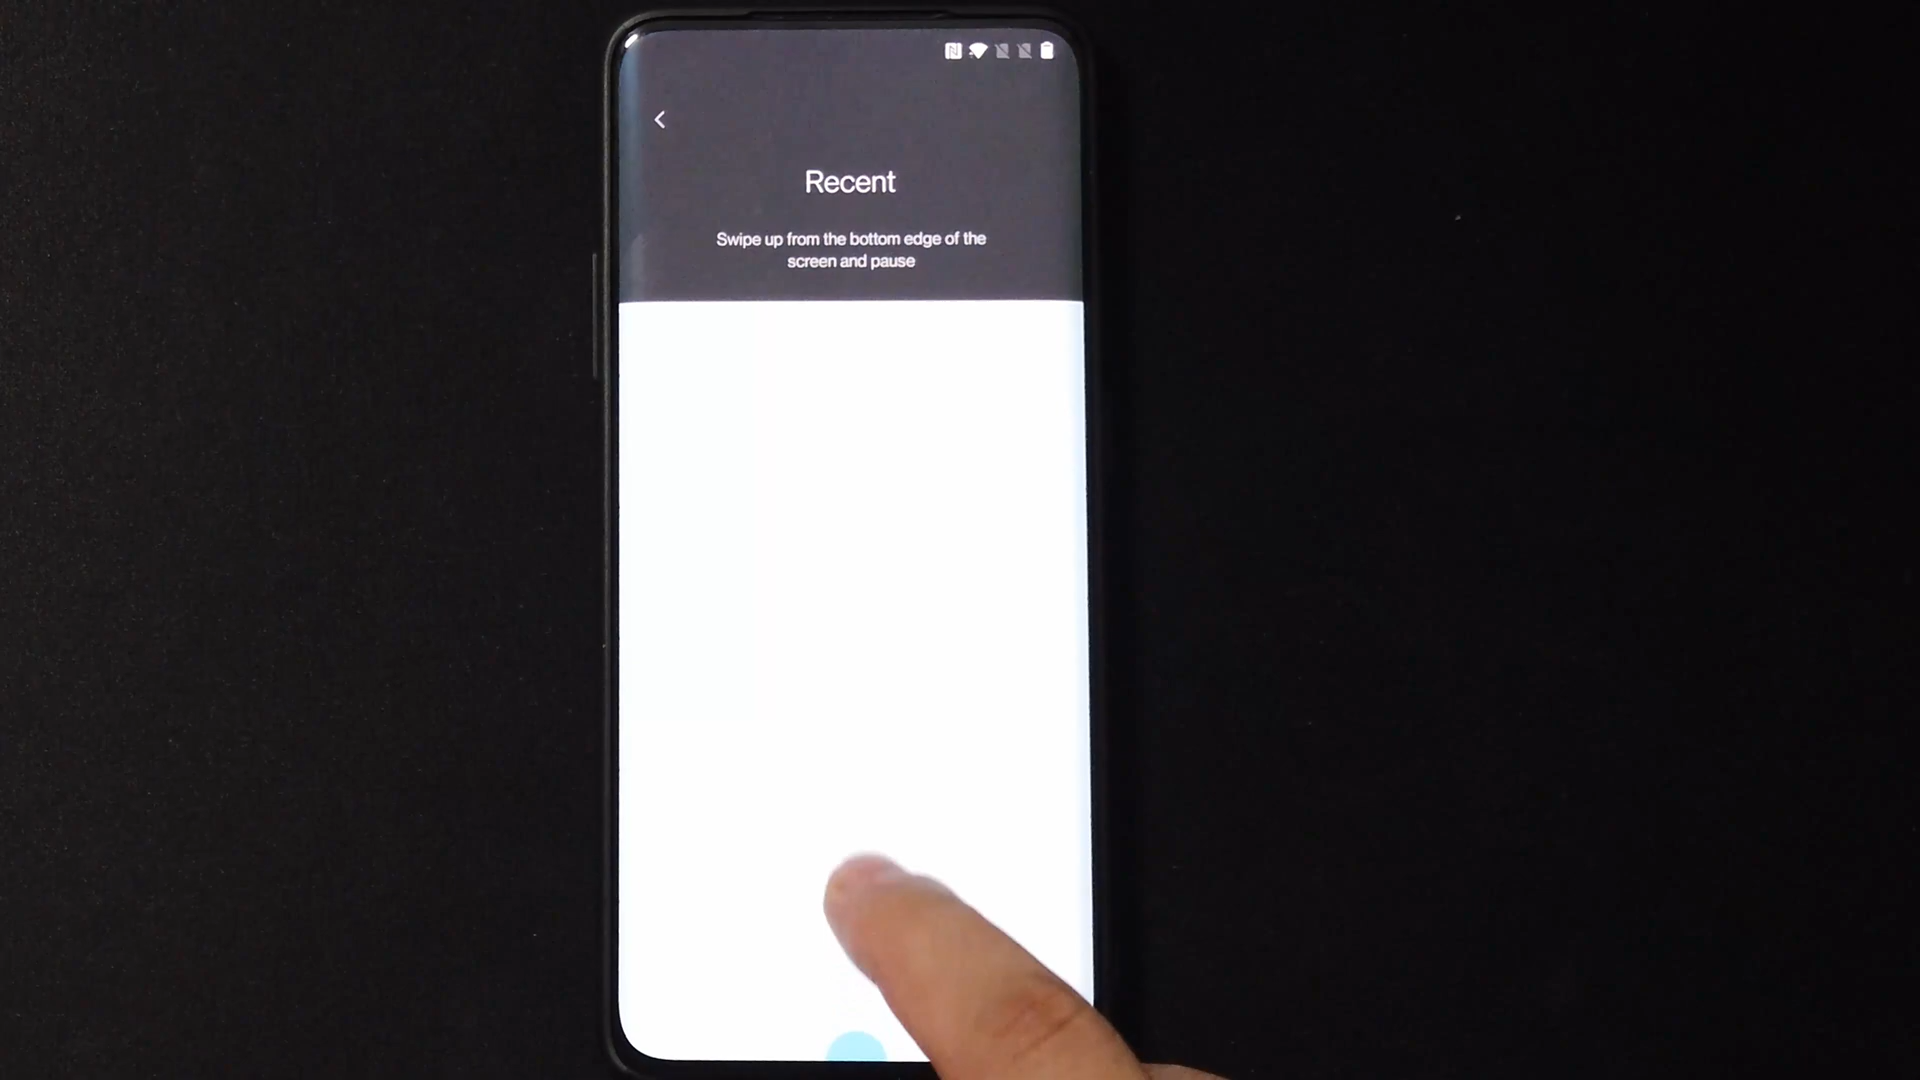 Recent
Swipe up from the bottom edge of the
screen and pause